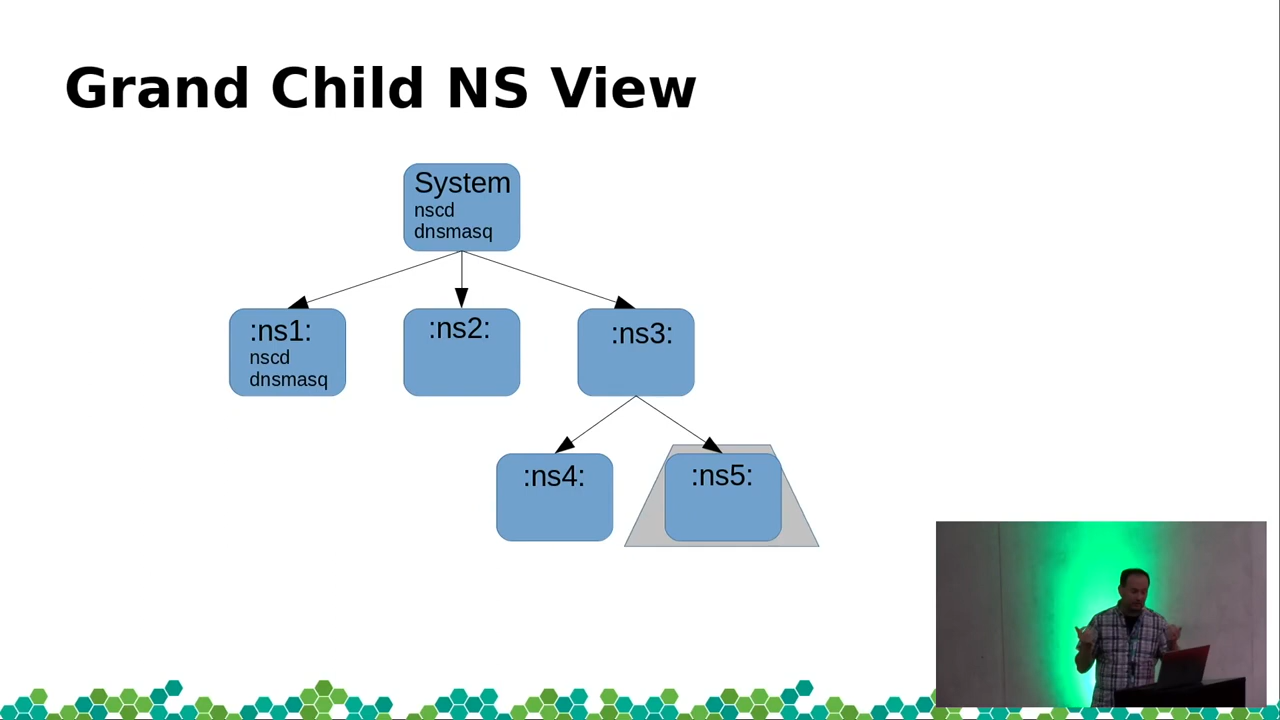 Grand Child NS View
System
nscd
dnsmasq
:ns1:
nscd
dnsmasq
:ns2:
:ns3:
:ns4:
:ns5: